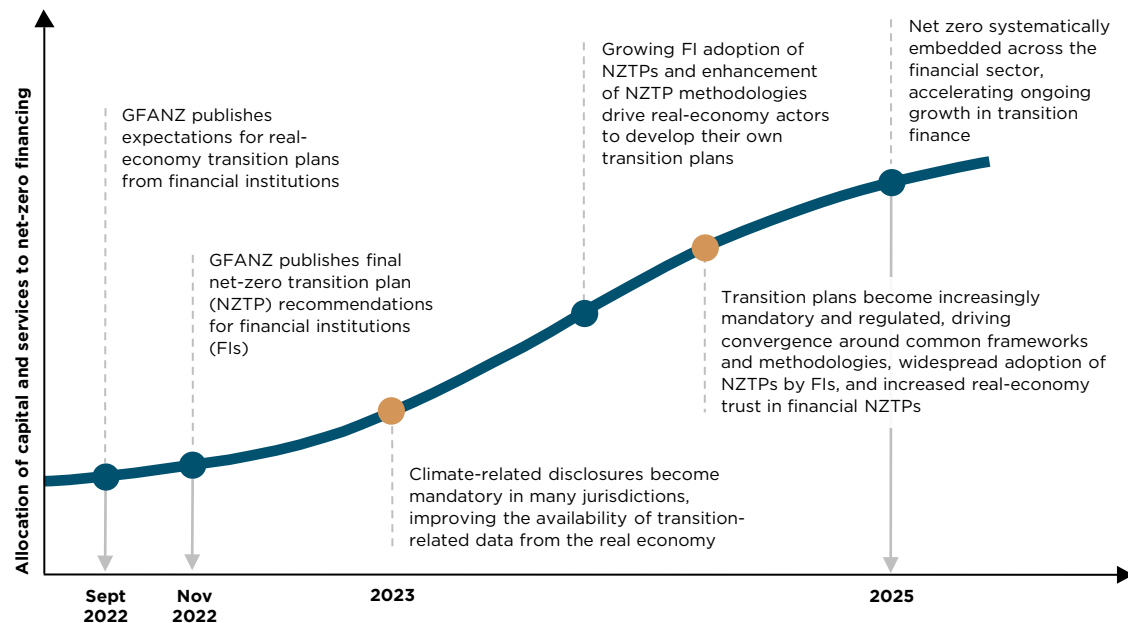 Allocation of capital and services to net-zero financing
GFANZ publishes
expectations for real-
economy transition plans
from financial institutions
GFANZ publishes final
net-zero transition plan
(NZTP) recommendations
for financial institutions
(FIs)
Climate-related disclosures become
mandatory in many jurisdictions,
improving the availability of transition-
related data from the real economy
Growing FI adoption of
NZTPs and enhancement
of NZTP methodologies
drive real-economy actors
to develop their own
transition plans
Transition plans become increasingly
mandatory and regulated, driving
convergence around common frameworks
and methodologies, widespread adoption of
NZTPs by FIs, and increased real-economy
trust in financial NZTPs
Net zero systematically
embedded across the
financial sector,
accelerating ongoing
growth in transition
finance
Sept
2022
Nov
2022
2023
2025